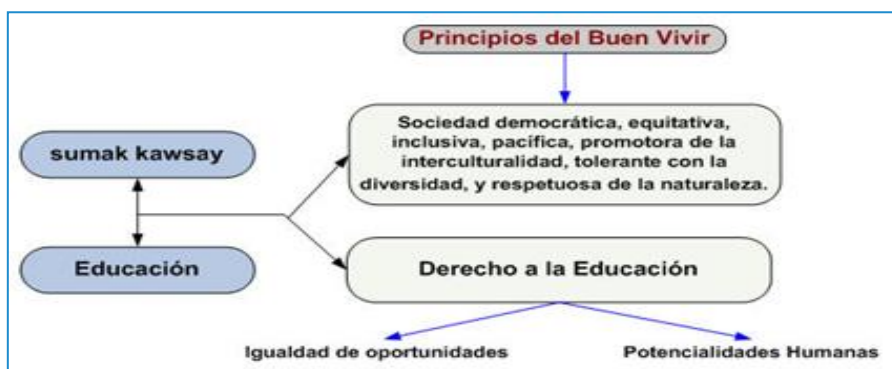 Principios del Buen Vivir
Sociedad democrática, equitativa,
inclusiva, pacífica, promotora de la
interculturalidad, tolerante con la
diversidad, y respetuosa de la naturaleza.
sumak kawsay
Educación
Derecho a la Educación
Igualdad de oportunidades
Potencialidades Humanas